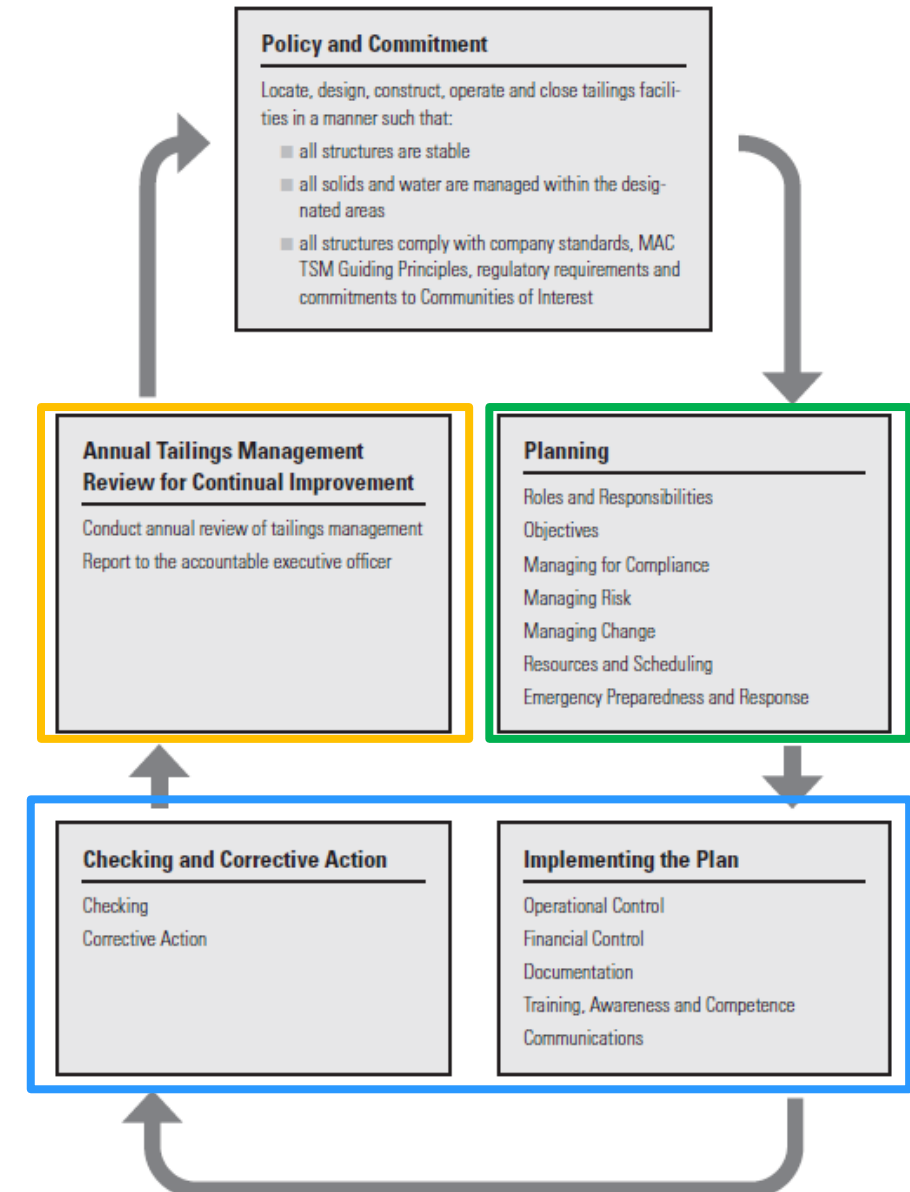 Policy and Commitment
Locate, design, construct, operate and close tailings facili-
ties in a manner such that:
■ all structures are stable
■ all solids and water are managed within the desig-
nated areas
■ all structures comply with company standards, MAC
TSM Guiding Principles, regulatory requirements and
commitments to Communities of Interest
Annual Tailings Management
Review for Continual Improvement
Conduct annual review of tailings management
Report to the accountable executive officer
Planning
Roles and Responsibilities
Objectives
Managing for Compliance
Managing Risk
Managing Change
Resources and Scheduling
Emergency Preparedness and Response
Checking and Corrective Action
Checking
Corrective Action
Implementing the Plan
Operational Control
Financial Control
Documentation
Training, Awareness and Competence
Communications